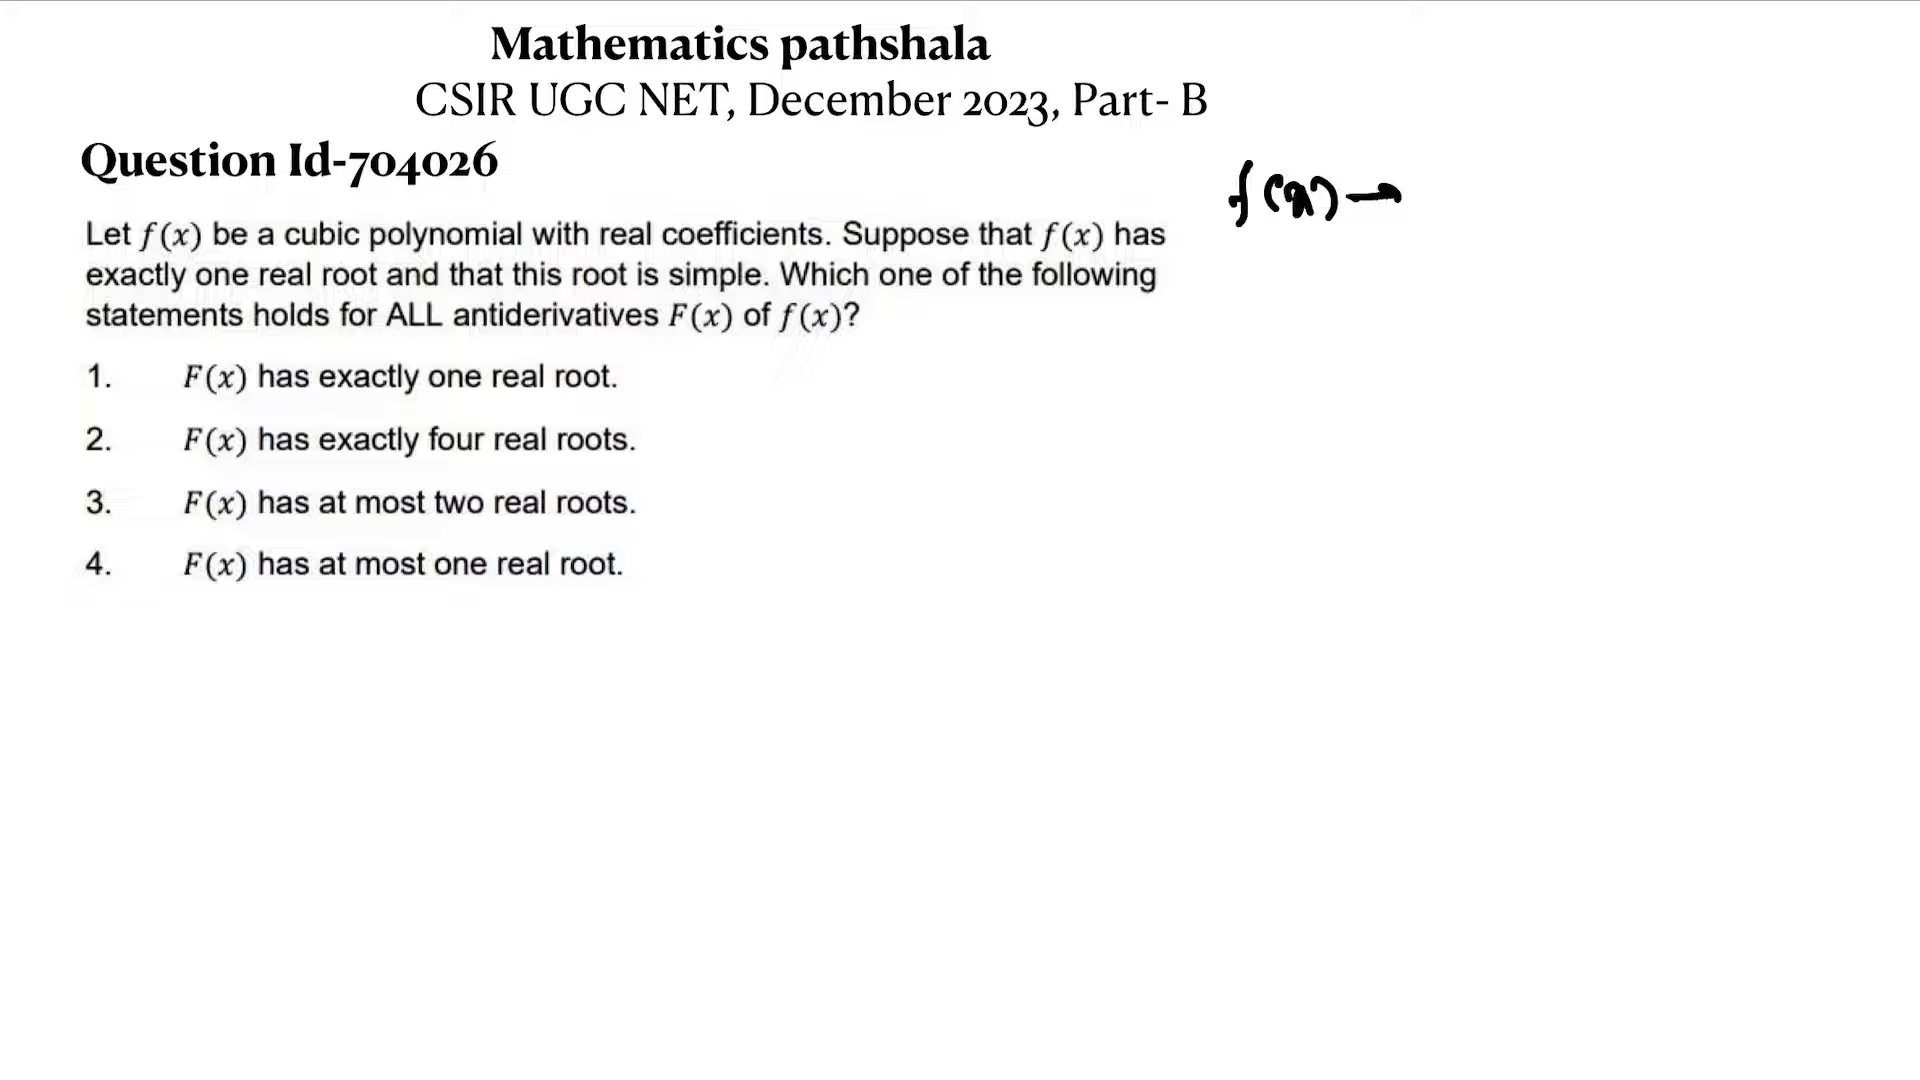 Mathematics pathshala
CSIR UGC NET, December 2023, Part- B
Question Id-704026
f(x) →
Let f(x) be a cubic polynomial with real coefficients. Suppose that f(x) has
exactly one real root and that this root is simple. Which one of the following
statements holds for ALL antiderivatives F(x) of f(x)?
1. F(x) has exactly one real root.
2. F(x) has exactly four real roots.
3. F(x) has at most two real roots.
4. F(x) has at most one real root.